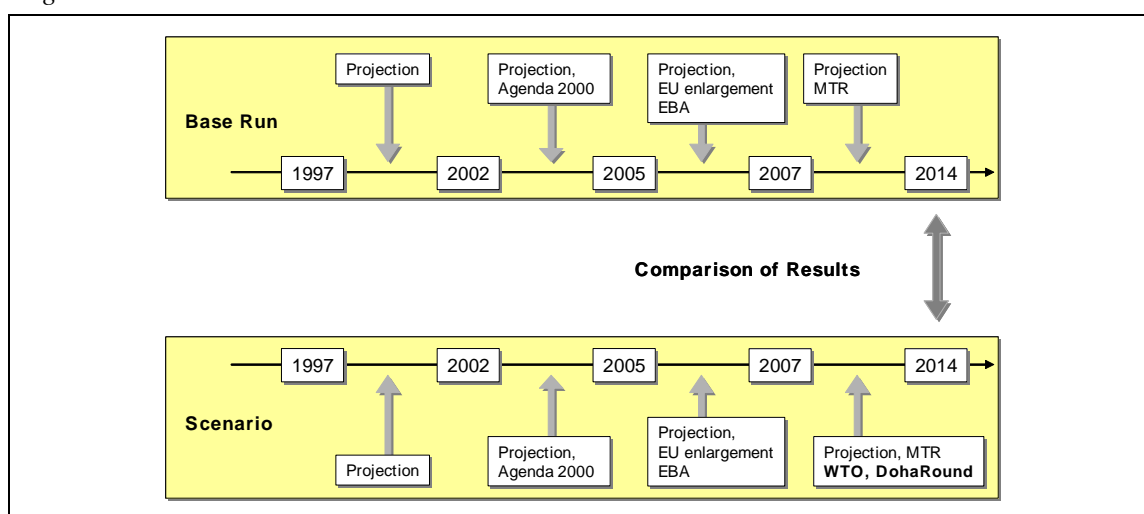 Projection
Projection,
Agenda 2000
Projection,
EU enlargement
EBA
Projection
MTR
Base Run
1997
2002
2005
2007
2014
Comparison of Results
1997
2002
2005
2007
2014
Scenario
Projection
Projection,
Agenda 2000
Projection,
EU enlargement
EBA
Projection, MTR
WTO, DohaRound